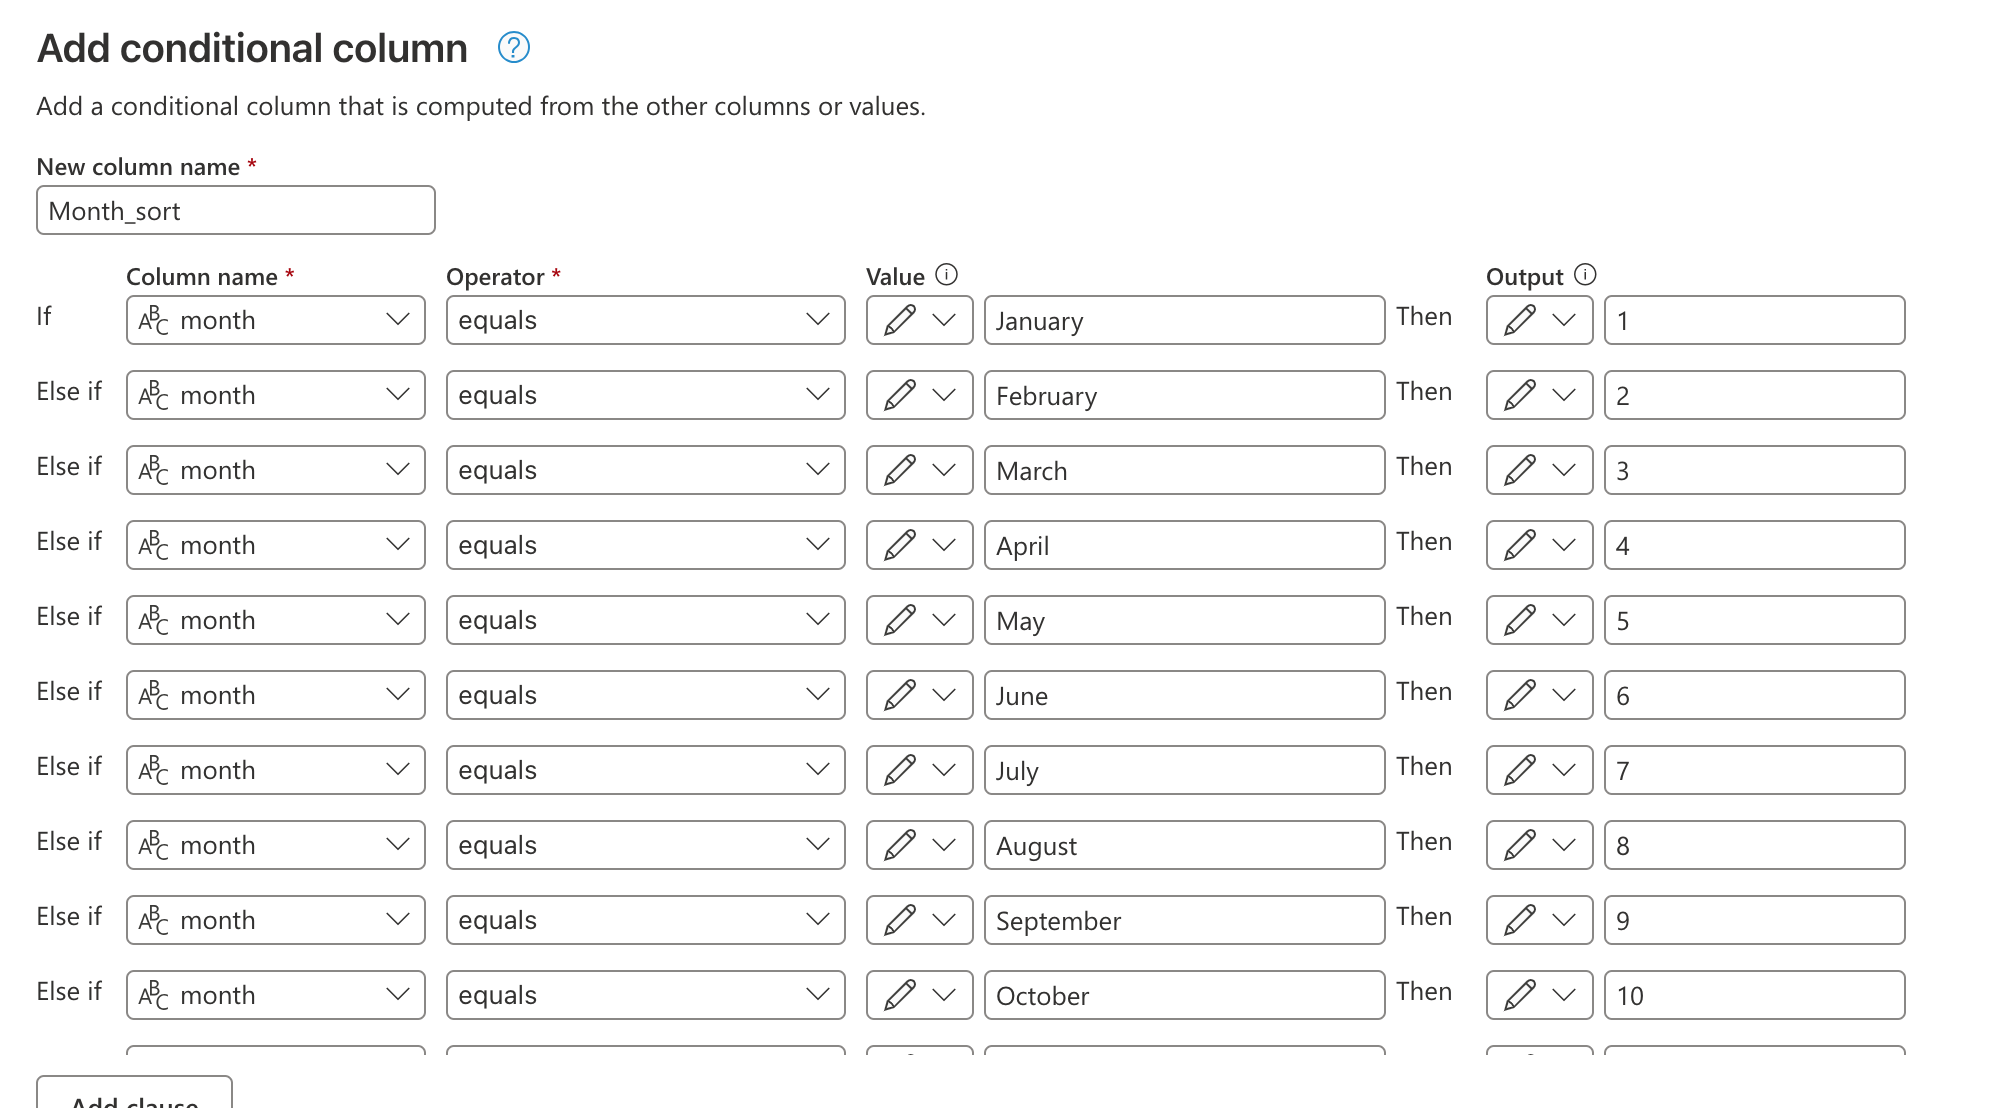 Add conditional column
Add a conditional column that is computed from the other columns or values.
New column name *
Month_sort
Column name * Operator * Value Output
If ABC month equals January Then 1
Else if ABC month equals February Then 2
Else if ABC month equals March Then 3
Else if ABC month equals April Then 4
Else if ABC month equals May Then 5
Else if ABC month equals June Then 6
Else if ABC month equals July Then 7
Else if ABC month equals August Then 8
Else if ABC month equals September Then 9
Else if ABC month equals October Then 10
Add clause